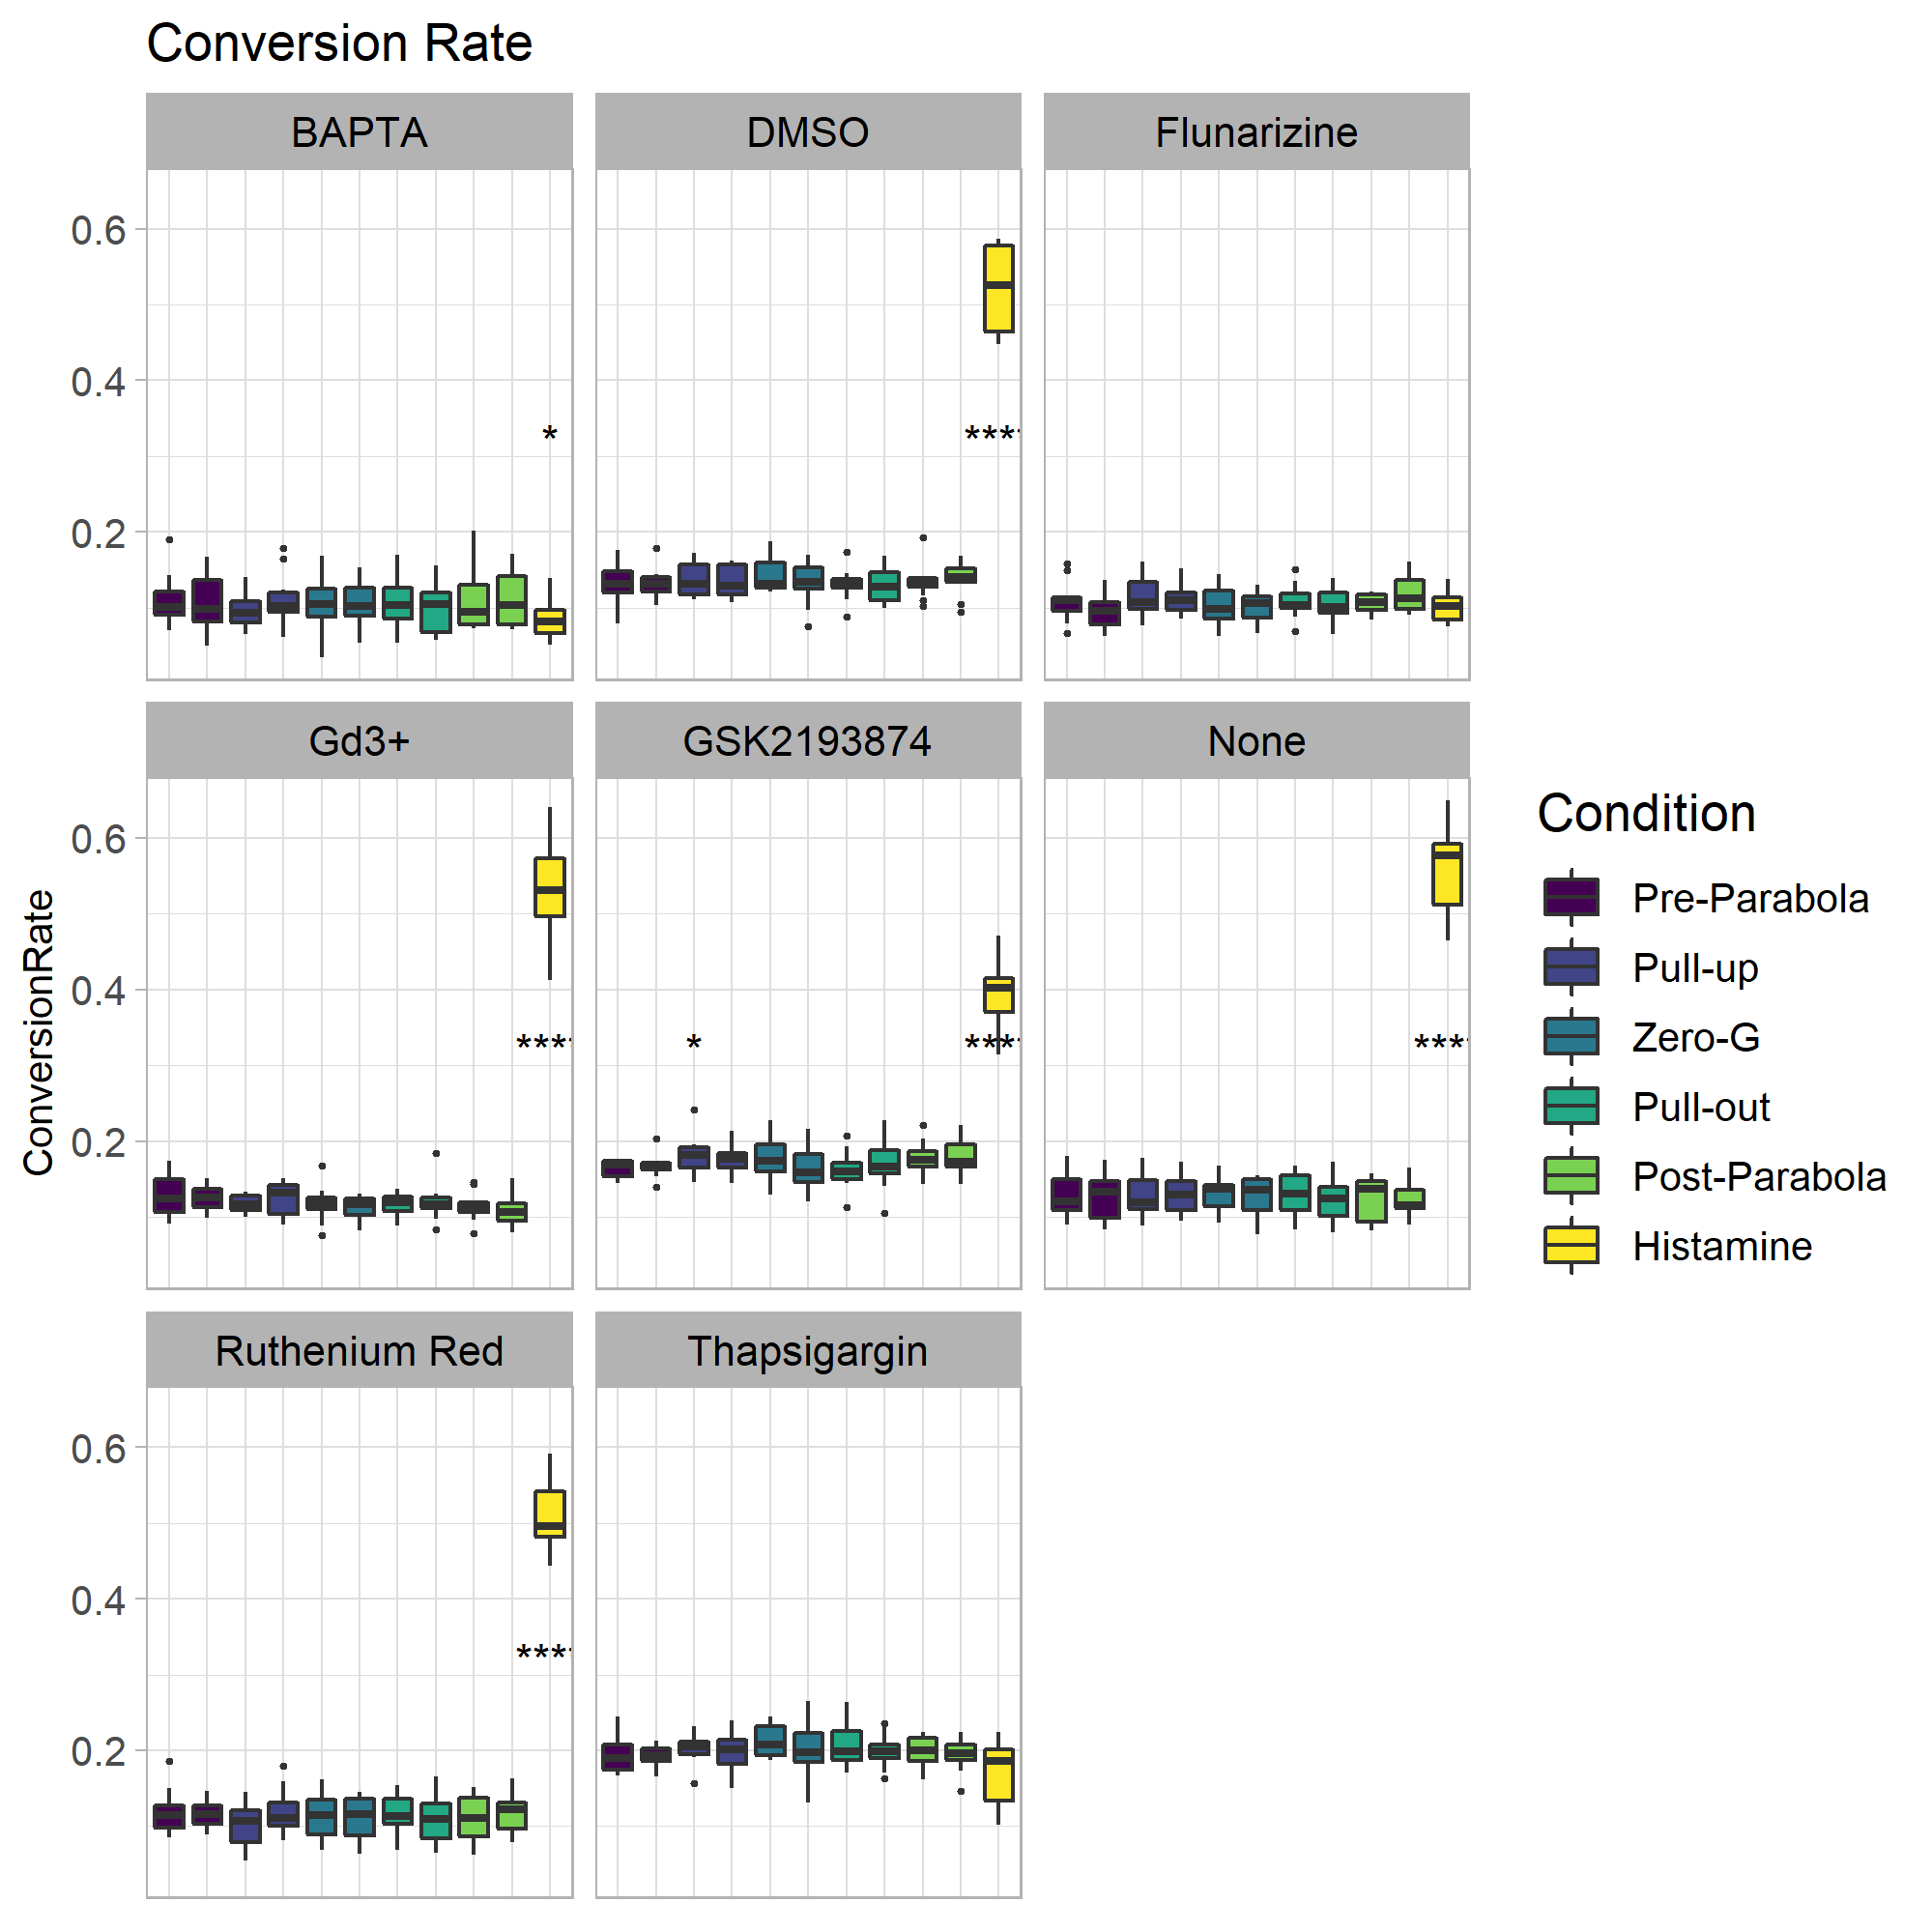 Conversion Rate
BAPTA
DMSO
Flunarizine
0.6
0.4
0.2
*
****
Gd3+
GSK2193874
None
0.6
0.4
0.2
****
*
****
****
Ruthenium Red
Thapsigargin
0.6
0.4
0.2
****
ConversionRate
Condition
Pre-Parabola
Pull-up
Zero-G
Pull-out
Post-Parabola
Histamine